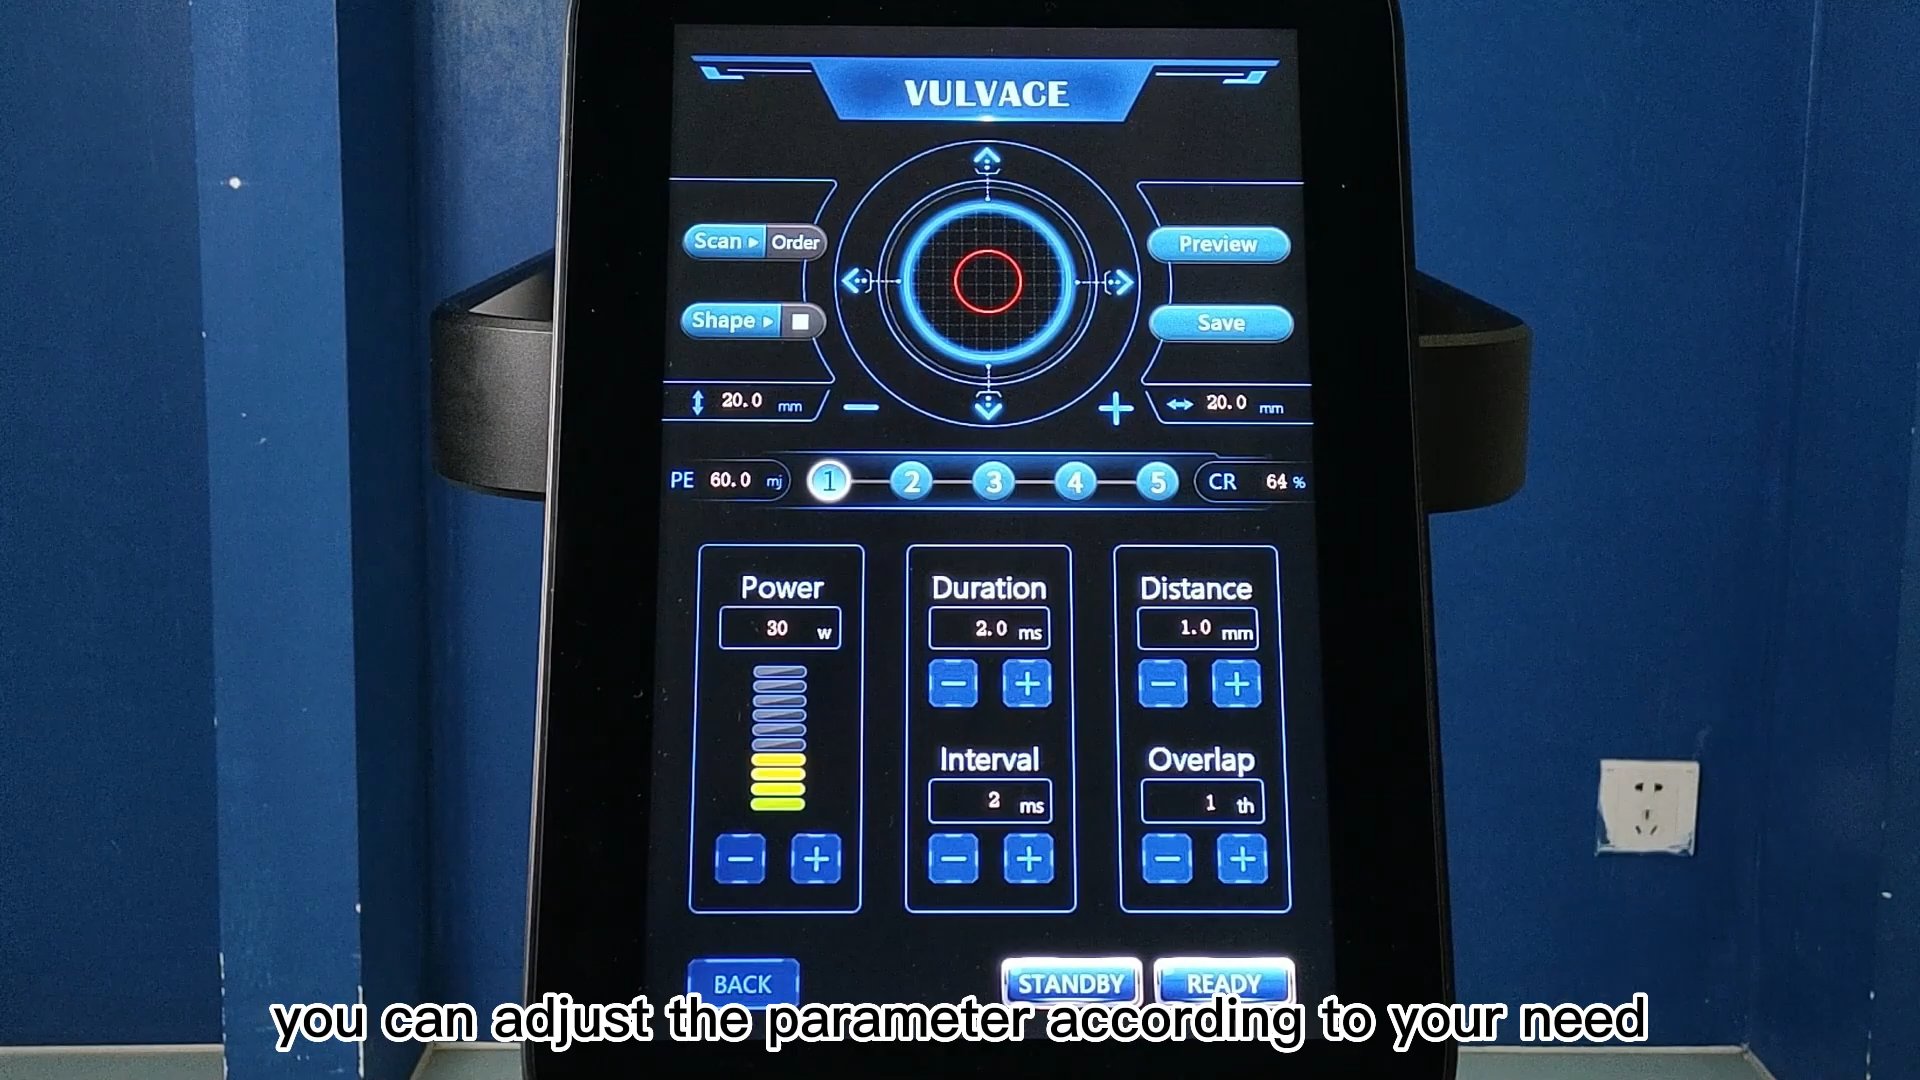 VULVACE
Scan Order
Preview
Shape
Save
20.0 mm
20.0 mm
PE 60.0 mj 1 2 3 4 5 CR 64 %
Power
30 w
Duration
2.0 ms
Interval
2 ms
Distance
1.0 mm
Overlap
1 th
BACK STANDBY READY
you can adjust the parameter according to your need